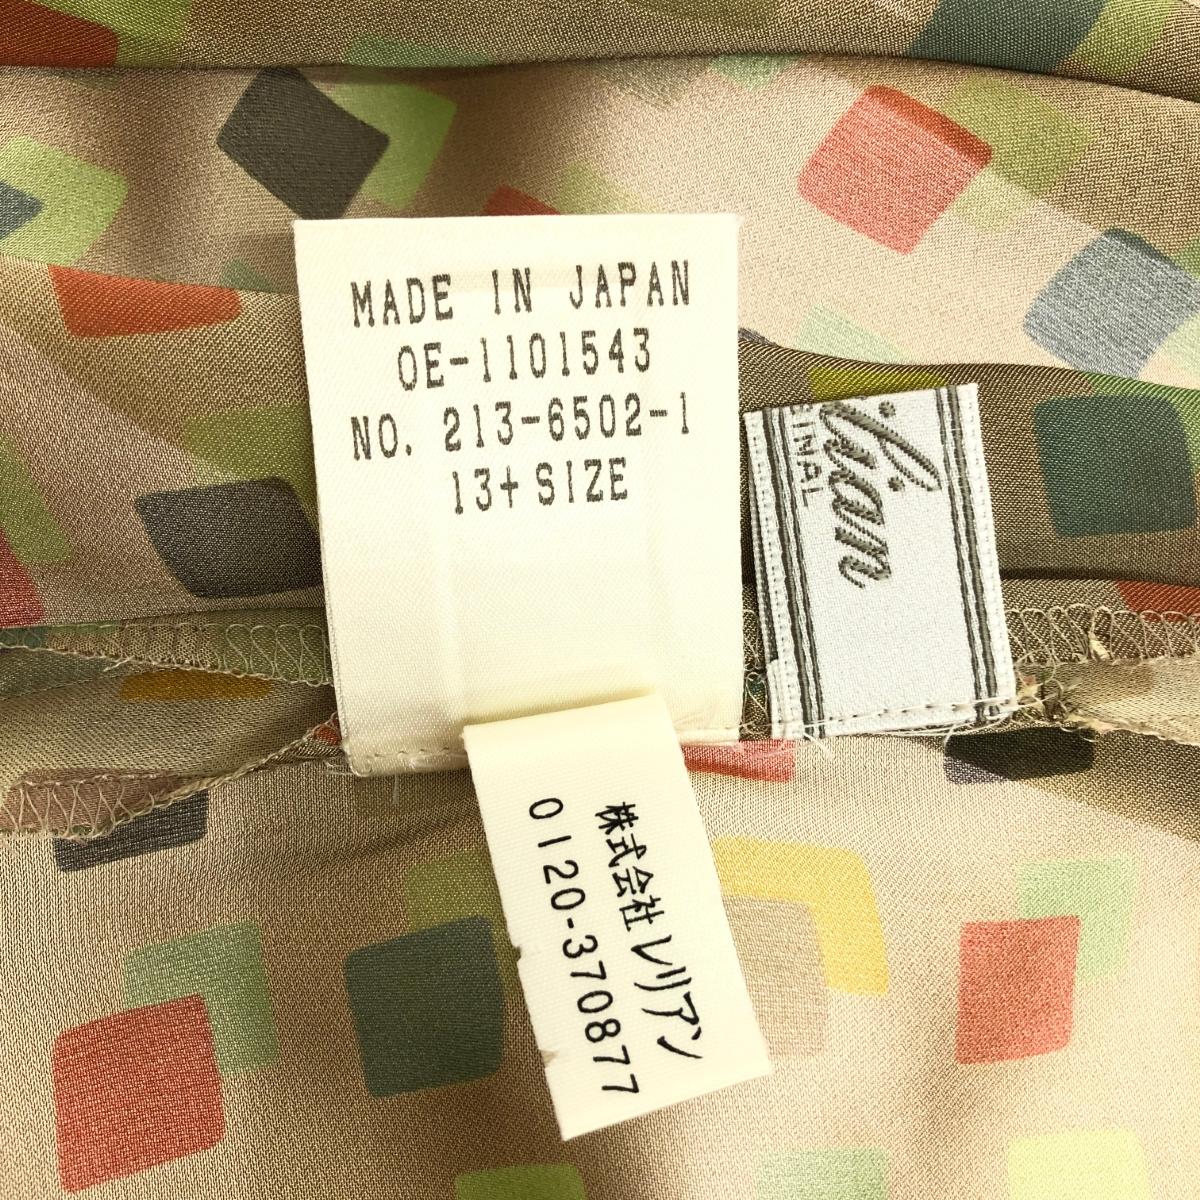 MADE IN JAPAN
OE-1101543
NO. 213-6502-1
13+ SIZE
株式会社レリアン
0120-370877